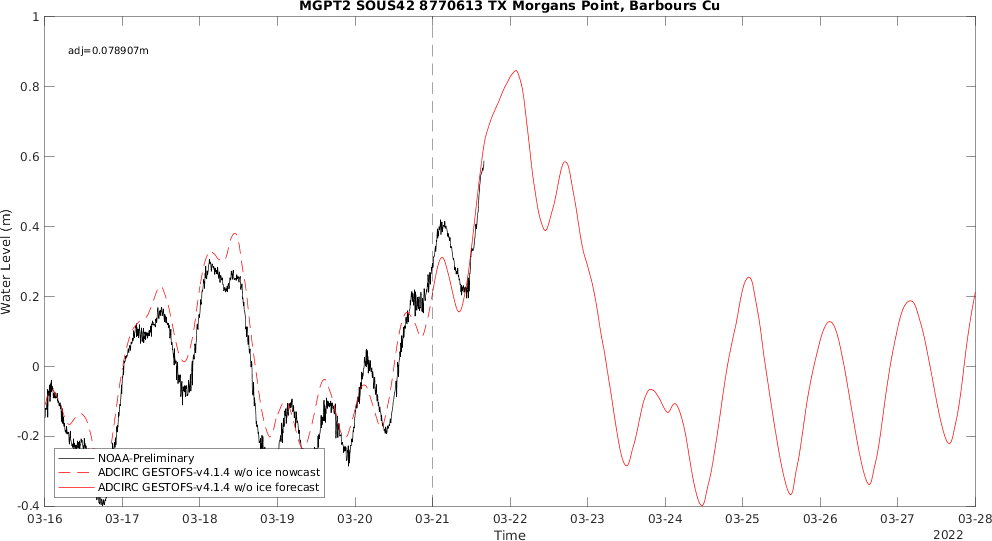 MGPT2 SOUS42 8770613 TX Morgans Point, Barbours Cu
adj=0.078907m
Water Level (m)
1
0.8
0.6
0.4
0.2
0
-0.2
-0.4
NOAA-Preliminary
ADCIRC GESTOFS-v4.1.4 w/o ice nowcast
ADCIRC GESTOFS-v4.1.4 w/o ice forecast
03-16 03-17 03-18 03-19 03-20 03-21 03-22 03-23 03-24 03-25 03-26 03-27 03-28
Time
2022